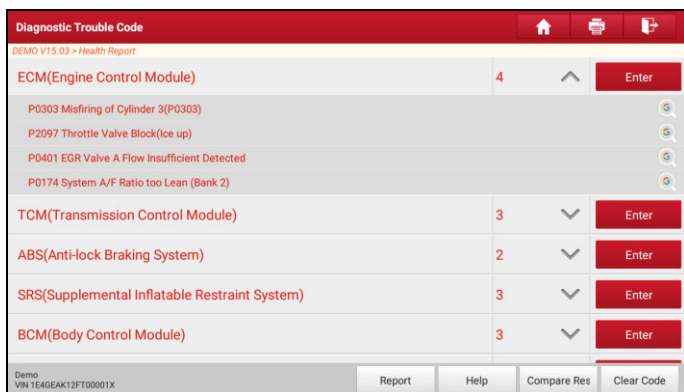 Diagnostic Trouble Code
DEMO V15.03 > Health Report
ECM(Engine Control Module) 4 Enter
P0303 Misfiring of Cylinder 3(P0303)
P2097 Throttle Valve Block(Ice up)
P0401 EGR Valve A Flow Insufficient Detected
P0174 System A/F Ratio too Lean (Bank 2)
TCM(Transmission Control Module) 3 Enter
ABS(Anti-lock Braking System) 2 Enter
SRS(Supplemental Inflatable Restraint System) 3 Enter
BCM(Body Control Module) 3 Enter
Demo
VIN 1E4GEAK12FT00001X
Report Help Compare Res Clear Code